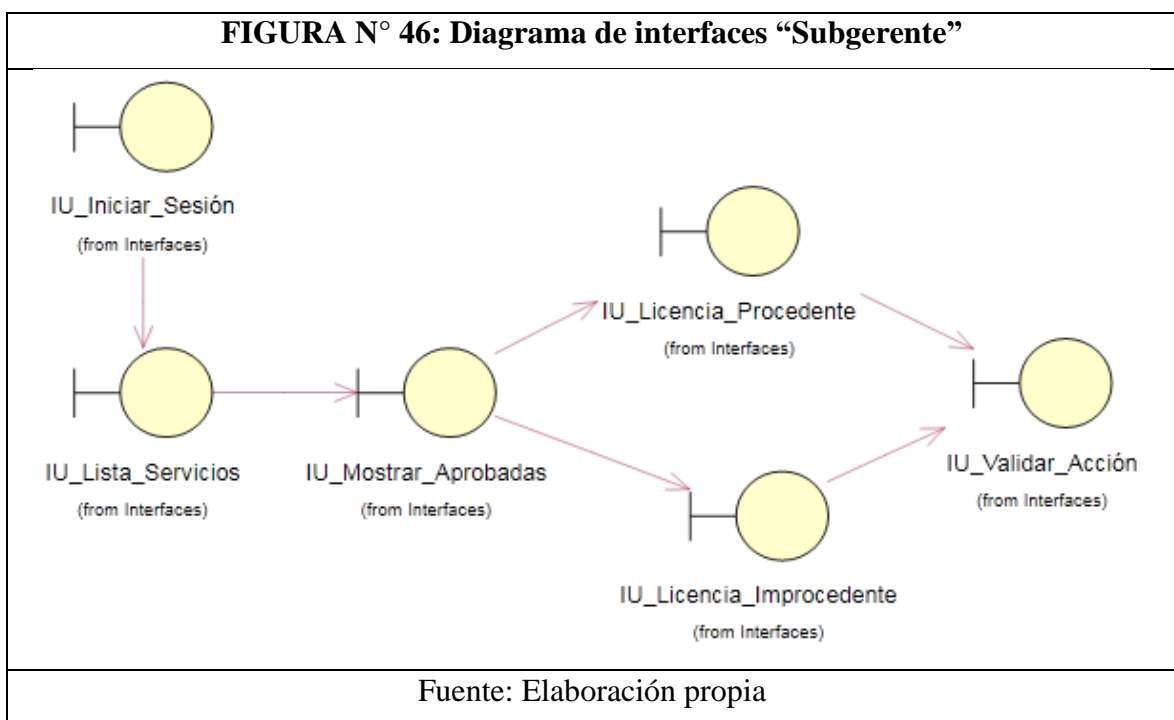 FIGURA N° 46: Diagrama de interfaces “Subgerente”
IU_Iniciar_Sesión
(from Interfaces)
IU_Licencia_Procedente
(from Interfaces)
IU_Lista_Servicios
(from Interfaces)
IU_Mostrar_Aprobadas
(from Interfaces)
IU_Validar_Acción
(from Interfaces)
IU_Licencia_Improcedente
(from Interfaces)
Fuente: Elaboración propia